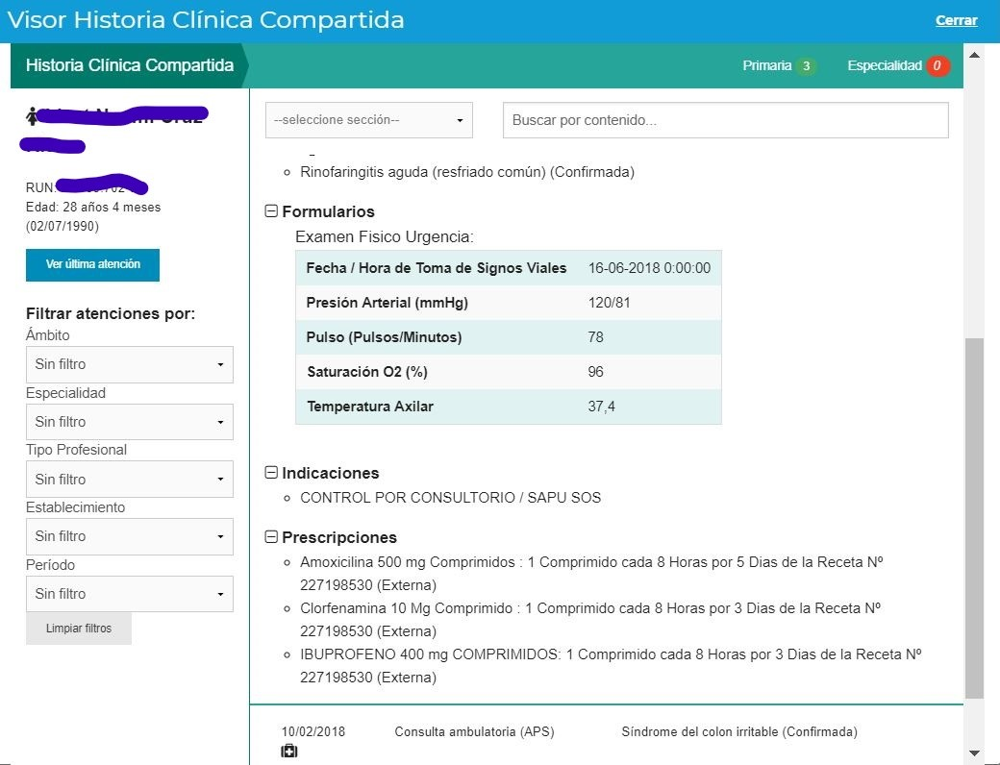 Visor Historia Clínica Compartida
Cerrar
Historia Clínica Compartida
Primaria 3
Especialidad 0
RUN:
Edad: 28 años 4 meses
(02/07/1990)
Ver última atención
Filtrar atenciones por:
Ámbito
Sin filtro
Especialidad
Sin filtro
Tipo Profesional
Sin filtro
Establecimiento
Sin filtro
Período
Sin filtro
Limpiar filtros
--seleccione sección--
Buscar por contenido...
Rinofaringitis aguda (resfriado común) (Confirmada)
Formularios
Examen Fisico Urgencia:
Fecha / Hora de Toma de Signos Viales 16-06-2018 0:00:00
Presión Arterial (mmHg) 120/81
Pulso (Pulsos/Minutos) 78
Saturación O2 (%) 96
Temperatura Axilar 37,4
Indicaciones
CONTROL POR CONSULTORIO / SAPU SOS
Prescripciones
Amoxicilina 500 mg Comprimidos : 1 Comprimido cada 8 Horas por 5 Dias de la Receta Nº
227198530 (Externa)
Clorfenamina 10 Mg Comprimido : 1 Comprimido cada 8 Horas por 3 Dias de la Receta Nº
227198530 (Externa)
IBUPROFENO 400 mg COMPRIMIDOS: 1 Comprimido cada 8 Horas por 3 Dias de la Receta Nº
227198530 (Externa)
10/02/2018 Consulta ambulatoria (APS) Síndrome del colon irritable (Confirmada)